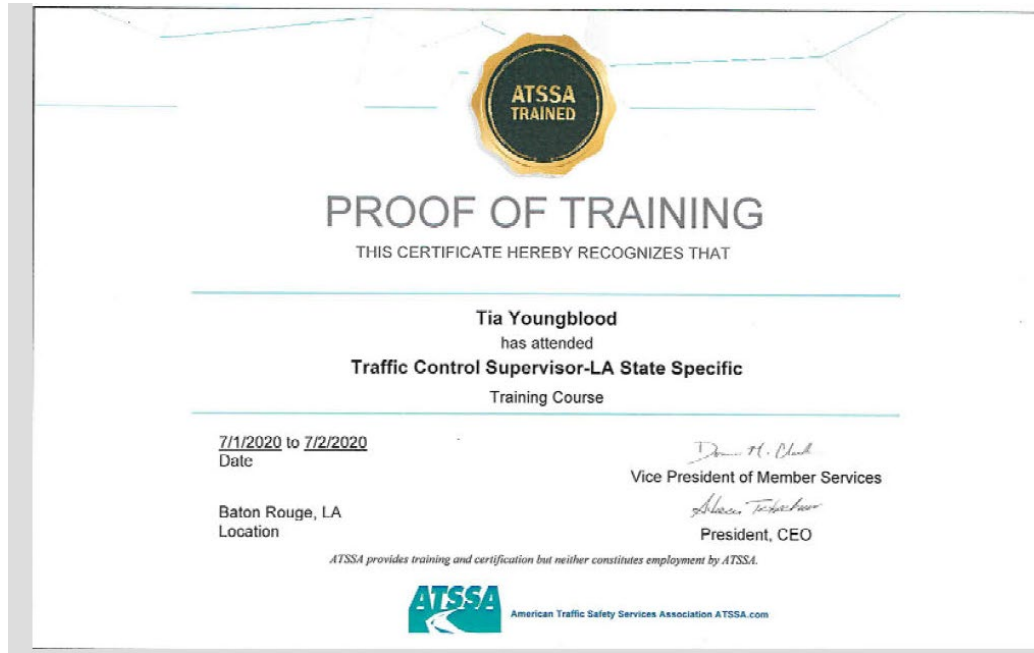 ATSSA
TRAINED
PROOF OF TRAINING
THIS CERTIFICATE HEREBY RECOGNIZES THAT
Tia Youngblood
has attended
Traffic Control Supervisor-LA State Specific
Training Course
7/1/2020 to 7/2/2020
Date
Vice President of Member Services
Baton Rouge, LA
Location
President, CEO
ATSSA provides training and certification but neither constitutes employment by ATSSA.
ATSSA
American Traffic Safety Services Association ATSSA.com